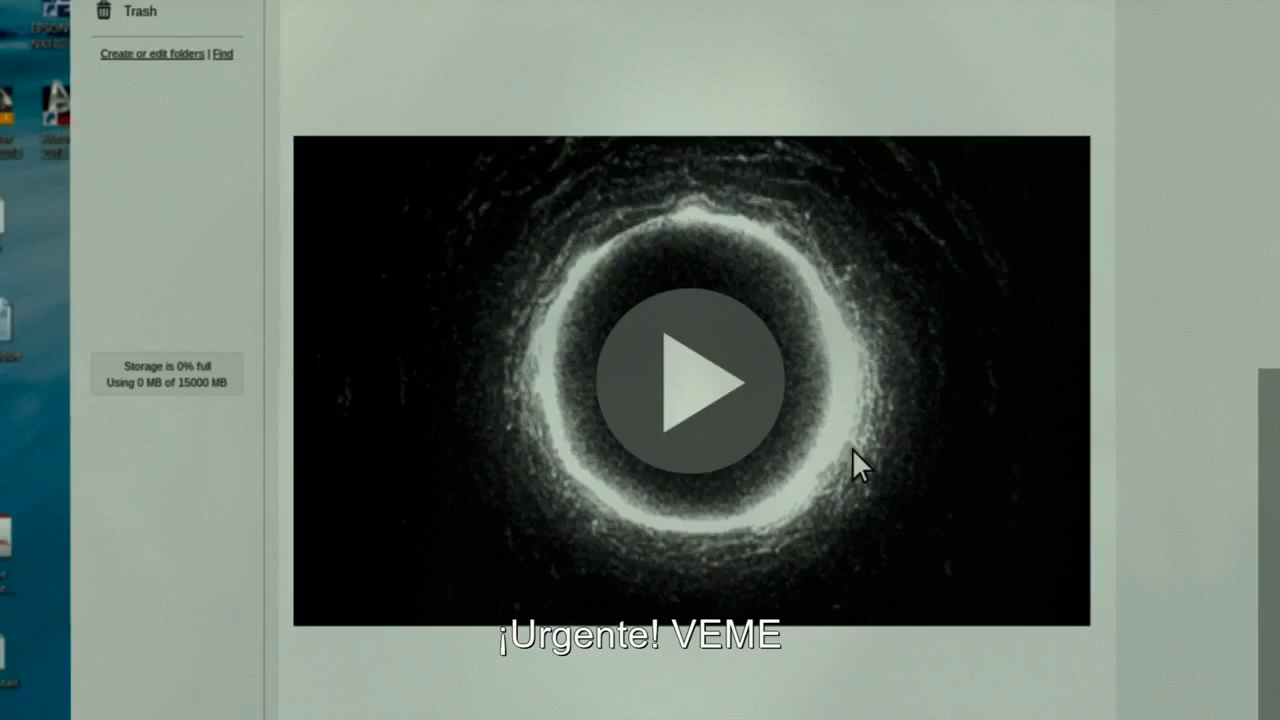 Trash
Create or edit folders | Find
Storage is 0% full
Using 0 MB of 15000 MB
¡Urgente! VEME